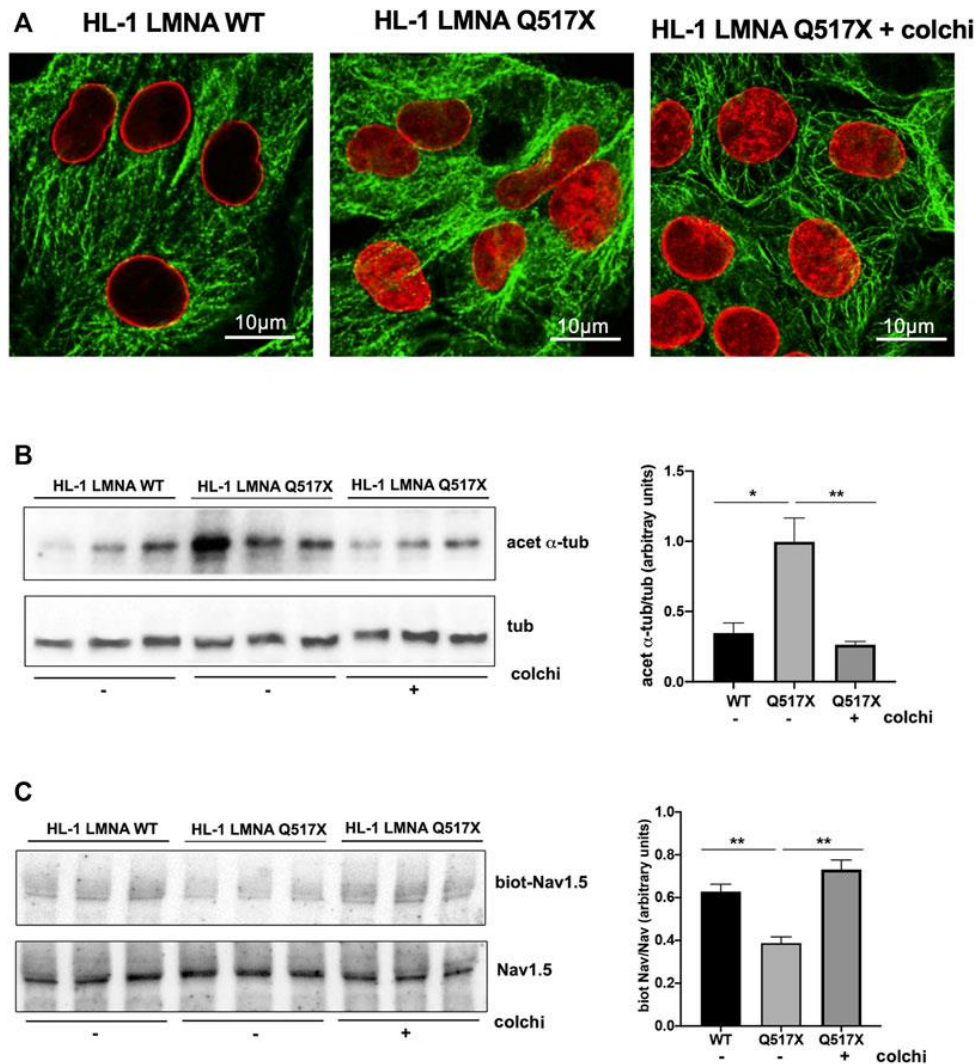 A
HL-1 LMNA WT
HL-1 LMNA Q517X
HL-1 LMNA Q517X + colchi
10µm
10µm
10µm
B
HL-1 LMNA WT
HL-1 LMNA Q517X
HL-1 LMNA Q517X
acet α-tub
tub
colchi
-
-
+
acet α-tub/tub (arbitray units)
1.5
1.0
0.5
0.0
*
**
WT
Q517X
Q517X
-
-
+
colchi
C
HL-1 LMNA WT
HL-1 LMNA Q517X
HL-1 LMNA Q517X
biot-Nav1.5
Nav1.5
colchi
-
-
+
biot Nav/Nav (arbitrary units)
0.8
0.6
0.4
0.2
0.0
**
**
WT
Q517X
Q517X
-
-
+
colchi